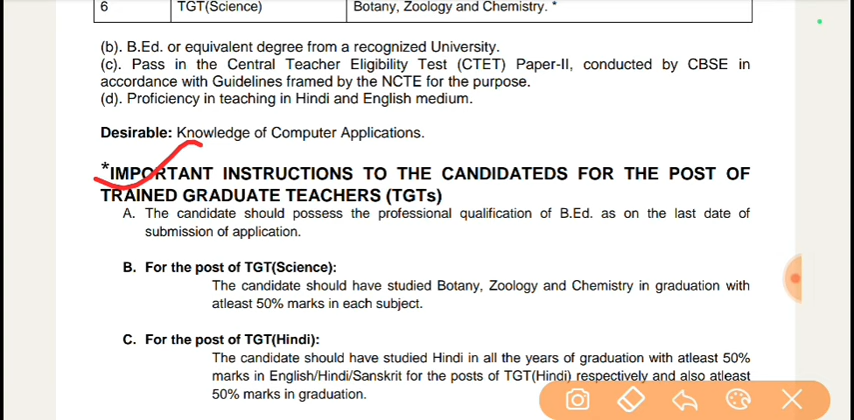 6 TGT(Science) Botany, Zoology and Chemistry. *
(b). B.Ed. or equivalent degree from a recognized University.
(c). Pass in the Central Teacher Eligibility Test (CTET) Paper-II, conducted by CBSE in
accordance with Guidelines framed by the NCTE for the purpose.
(d). Proficiency in teaching in Hindi and English medium.
Desirable: Knowledge of Computer Applications.
*IMPORTANT INSTRUCTIONS TO THE CANDIDATEDS FOR THE POST OF
TRAINED GRADUATE TEACHERS (TGTs)
A. The candidate should possess the professional qualification of B.Ed. as on the last date of
submission of application.
B. For the post of TGT(Science):
The candidate should have studied Botany, Zoology and Chemistry in graduation with
atleast 50% marks in each subject.
C. For the post of TGT(Hindi):
The candidate should have studied Hindi in all the years of graduation with atleast 50%
marks in English/Hindi/Sanskrit for the posts of TGT(Hindi) respectively and also atleast
50% marks in graduation.